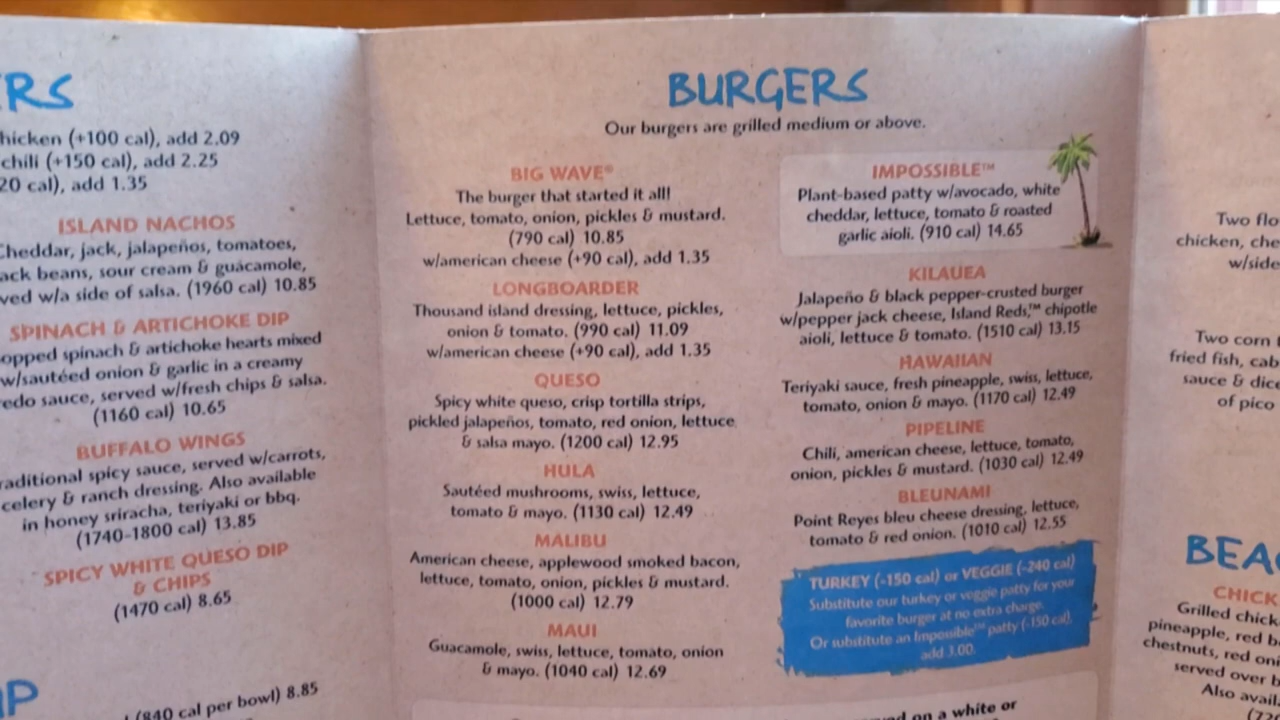 RS
hicken (+100 cal), add 2.09
chili (+150 cal), add 2.25
20 cal), add 1.35
ISLAND NACHOS
Cheddar, jack, jalapeños, tomatoes,
ack beans, sour cream & guacamole,
ved w/a side of salsa. (1960 cal) 10.85
SPINACH & ARTICHOKE DIP
opped spinach & artichoke hearts mixed
w/sautéed onion & garlic in a creamy
redo sauce, served w/fresh chips & salsa.
(1160 cal) 10.65
BUFFALO WINGS
raditional spicy sauce, served w/carrots,
celery & ranch dressing. Also available
in honey sriracha, teriyaki or bbq.
(1740-1800 cal) 13.85
SPICY WHITE QUESO DIP
& CHIPS
(1470 cal) 8.65
(840 cal per bowl) 8.85
BURGERS
Our burgers are grilled medium or above.
BIG WAVE®
The burger that started it all!
Lettuce, tomato, onion, pickles & mustard.
(790 cal) 10.85
w/american cheese (+90 cal), add 1.35
LONGBOARDER
Thousand island dressing, lettuce, pickles,
onion & tomato. (990 cal) 11.09
w/american cheese (+90 cal), add 1.35
QUESO
Spicy white queso, crisp tortilla strips,
pickled jalapeños, tomato, red onion, lettuce
& salsa mayo. (1200 cal) 12.95
HULA
Sautéed mushrooms, swiss, lettuce,
tomato & mayo. (1130 cal) 12.49
MALIBU
American cheese, applewood smoked bacon,
lettuce, tomato, onion, pickles & mustard.
(1000 cal) 12.79
MAUI
Guacamole, swiss, lettuce, tomato, onion
& mayo. (1040 cal) 12.69
IMPOSSIBLE™
Plant-based patty w/avocado, white
cheddar, lettuce, tomato & roasted
garlic aioli. (910 cal) 14.65
KILAUEA
Jalapeño & black pepper-crusted burger
w/pepper jack cheese, Island Reds,™ chipotle
aioli, lettuce & tomato. (1510 cal) 13.15
HAWAIIAN
Teriyaki sauce, fresh pineapple, swiss, lettuce,
tomato, onion & mayo. (1170 cal) 12.49
PIPELINE
Chili, american cheese, lettuce, tomato,
onion, pickles & mustard. (1030 cal) 12.49
BLEUNAMI
Point Reyes bleu cheese dressing, lettuce,
tomato & red onion. (1010 cal) 12.55
TURKEY (-150 cal) or VEGGIE (-240 cal)
Substitute our turkey or veggie patty for your
favorite burger at no extra charge.
Or substitute an Impossible™ patty (-150 cal),
add 3.00.
on a white or
Two flo
chicken, che
w/side
Two corn
fried fish, cab
sauce & dice
of pico
BEA
CHICK
Grilled chick
pineapple, red b
chestnuts, red oni
served over b
Also avail